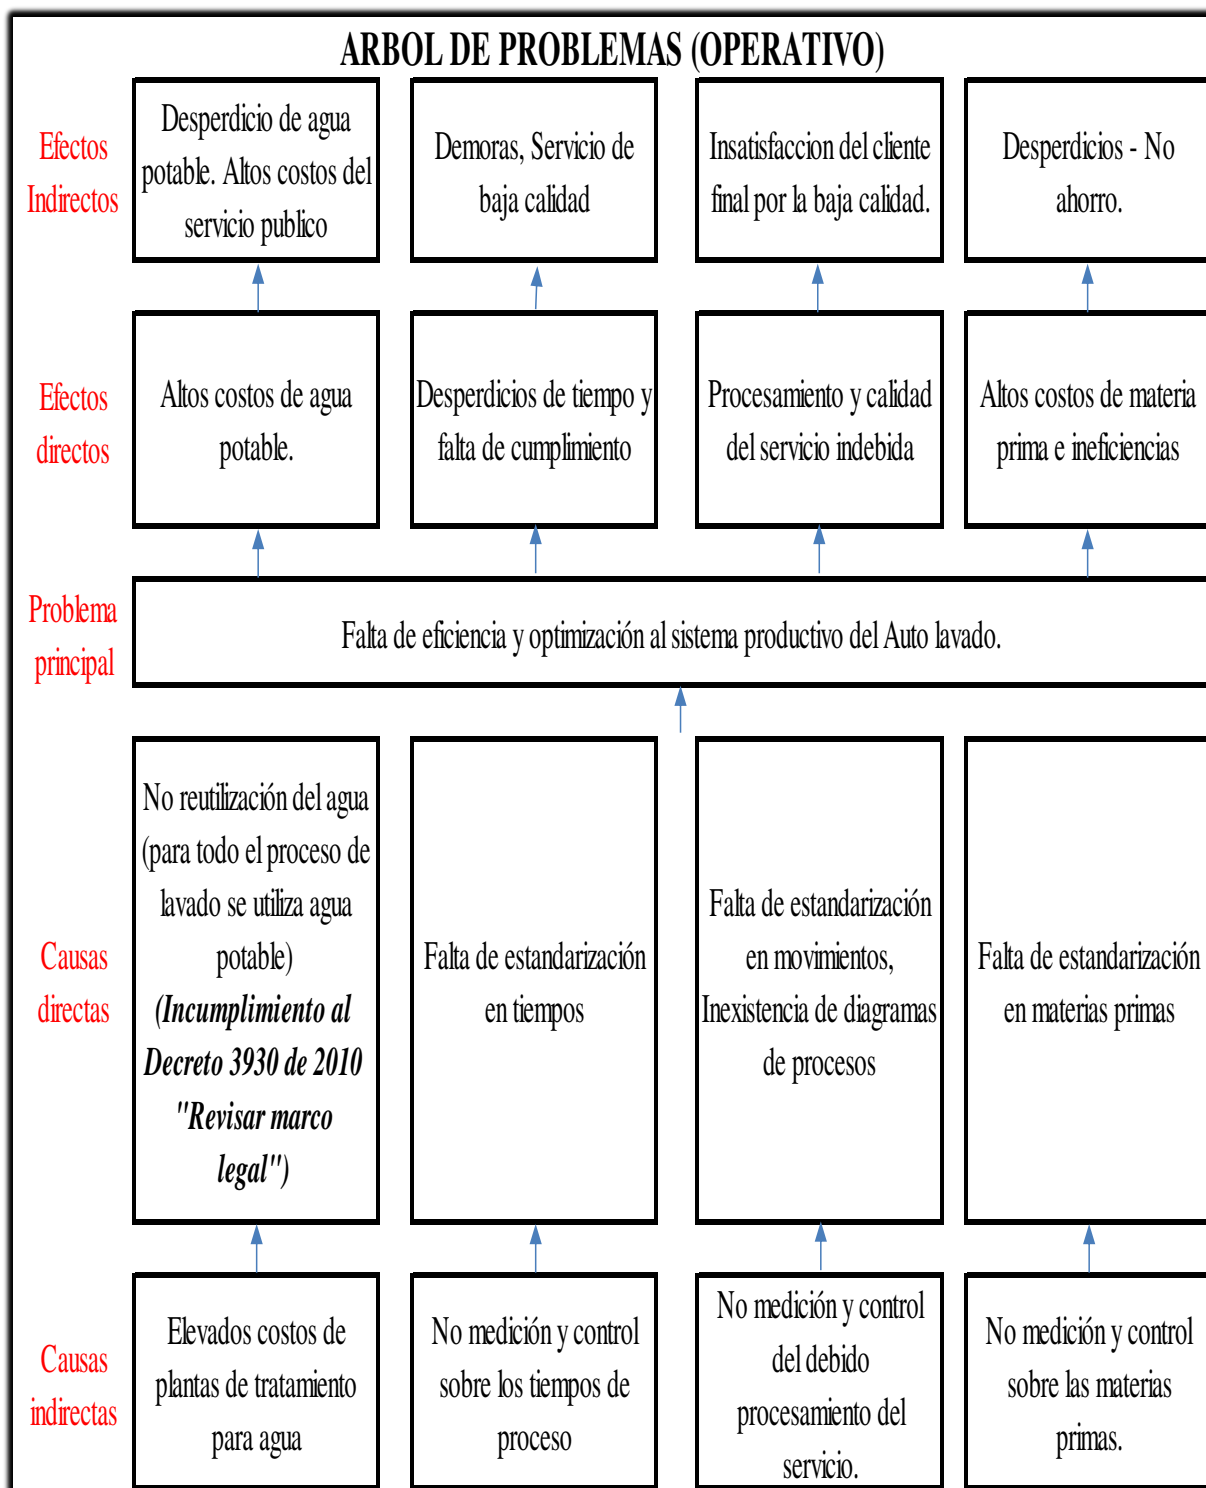 ARBOL DE PROBLEMAS (OPERATIVO)
Efectos
Indirectos
Desperdicio de agua
potable. Altos costos del
servicio publico
Demoras, Servicio de
baja calidad
Insatisfaccion del cliente
final por la baja calidad.
Desperdicios - No
ahorro.
Efectos
directos
Altos costos de agua
potable.
Desperdicios de tiempo y
falta de cumplimiento
Procesamiento y calidad
del servicio indebida
Altos costos de materia
prima e ineficiencias
Problema
principal
Falta de eficiencia y optimización al sistema productivo del Auto lavado.
Causas
directas
No reutilización del agua
(para todo el proceso de
lavado se utiliza agua
potable)
(Incumplimiento al
Decreto 3930 de 2010
"Revisar marco
legal")
Falta de estandarización
en tiempos
Falta de estandarización
en movimientos,
Inexistencia de diagramas
de procesos
Falta de estandarización
en materias primas
Causas
indirectas
Elevados costos de
plantas de tratamiento
para agua
No medición y control
sobre los tiempos de
proceso
No medición y control
del debido
procesamiento del
servicio.
No medición y control
sobre las materias
primas.